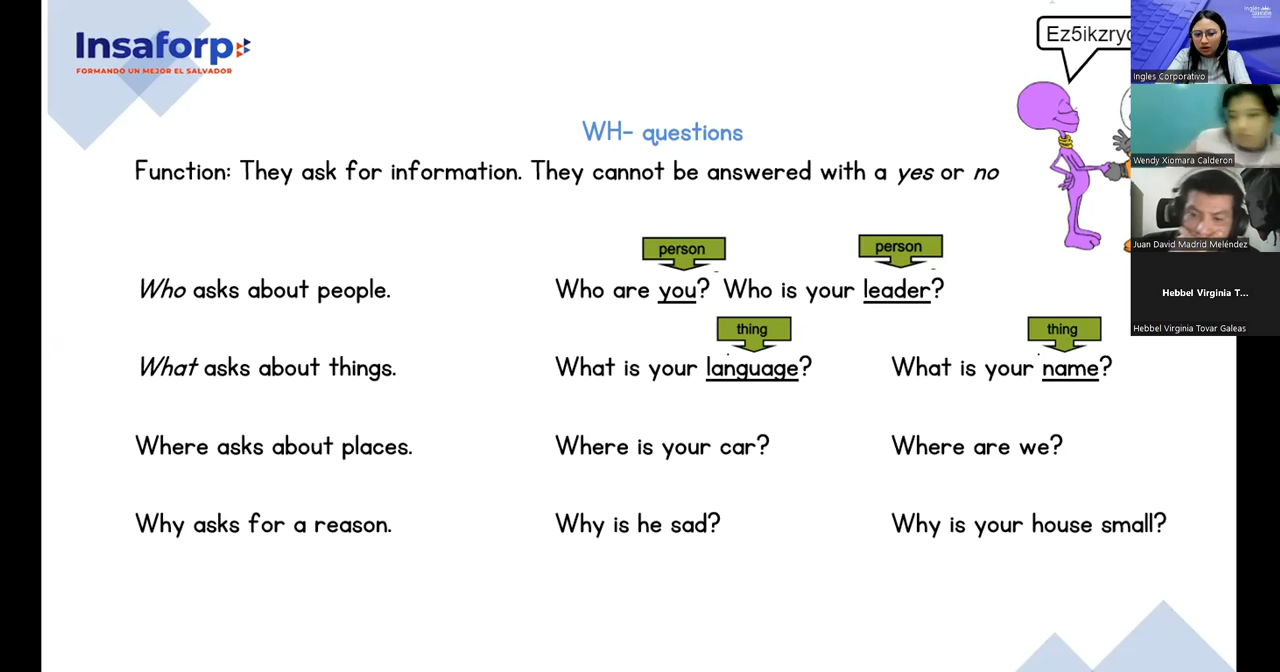 Insaforp
FORMANDO UN MEJOR EL SALVADOR
Ez5ikzry
WH- questions
Function: They ask for information. They cannot be answered with a yes or no
person
person
Who asks about people.
Who are you? Who is your leader?
thing
thing
What asks about things.
What is your language?
What is your name?
Where asks about places.
Where is your car?
Where are we?
Why asks for a reason.
Why is he sad?
Why is your house small?
Ingles Corporativo
Wendy Xiomara Calderon
Juan David Madrid Meléndez
Hebbel Virginia T...
Hebbel Virginia Tovar Galeas